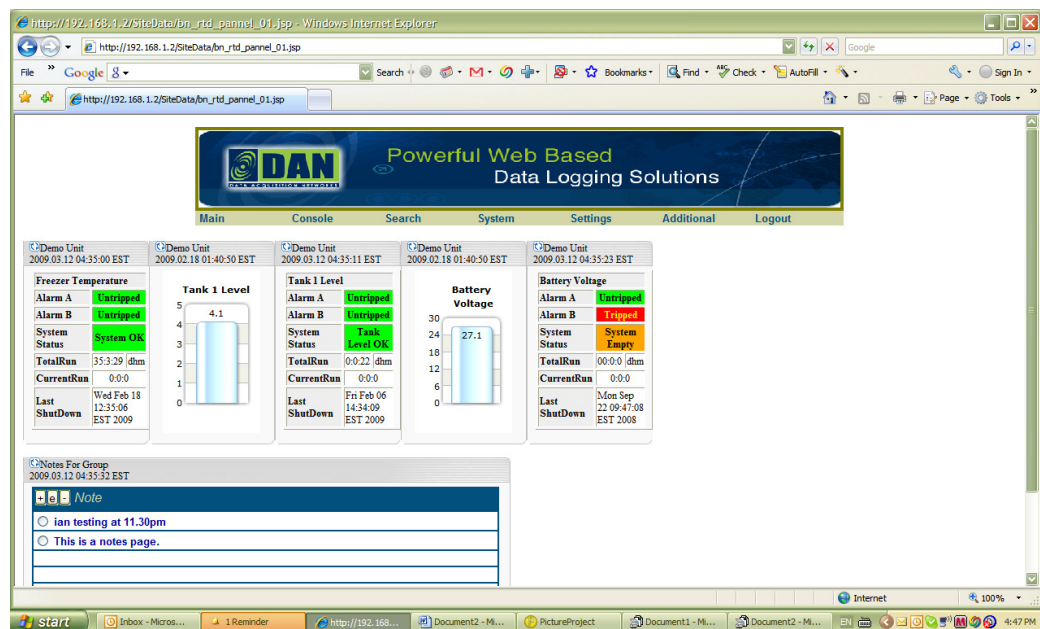 http://192.168.1.2/SiteData/bn_rtd_pannel_01.jsp - Windows Internet Explorer
http://192.168.1.2/SiteData/bn_rtd_pannel_01.jsp
Google
File » Google Search Bookmarks Find Check AutoFill Sign In
http://192.168.1.2/SiteData/bn_rtd_pannel_01.jsp
Page Tools »
DAN
DATA ACQUISITION NETWORKS
Powerful Web Based
Data Logging Solutions
Main Console Search System Settings Additional Logout
Demo Unit
2009.03.12 04:35:00 EST
Freezer Temperature
Alarm A Untripped
Alarm B Untripped
System Status System OK
TotalRun 35:3:29 dhm
CurrentRun 0:0:0
Last ShutDown Wed Feb 18 12:35:06 EST 2009
Demo Unit
2009.02.18 01:40:50 EST
Tank 1 Level
5
4
3
2
1
0
4.1
Demo Unit
2009.03.12 04:35:11 EST
Tank 1 Level
Alarm A Untripped
Alarm B Untripped
System Status Tank Level OK
TotalRun 0:0:22 dhm
CurrentRun 0:0:0
Last ShutDown Fri Feb 06 14:34:09 EST 2009
Demo Unit
2009.02.18 01:40:50 EST
Battery
Voltage
30
24
18
12
6
0
27.1
Demo Unit
2009.03.12 04:35:23 EST
Battery Voltage
Alarm A Untripped
Alarm B Tripped
System Status System Empty
TotalRun 00:0:0 dhm
CurrentRun 0:0:0
Last ShutDown Mon Sep 22 09:47:08 EST 2008
Notes For Group
2009.03.12 04:35:32 EST
+ e - Note
ian testing at 11.30pm
This is a notes page.
Internet 100%
start Inbox - Micros... 1 Reminder http://192.168... Document2 - M... PictureProject Document1 - Mi... Document2 - Mi... EN 4:47 PM